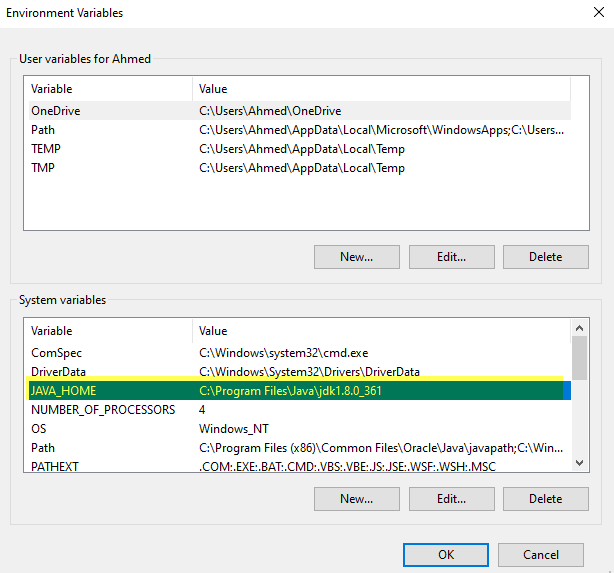 Environment Variables
User variables for Ahmed
Variable Value
OneDrive C:\Users\Ahmed\OneDrive
Path C:\Users\Ahmed\AppData\Local\Microsoft\WindowsApps;C:\Users...
TEMP C:\Users\Ahmed\AppData\Local\Temp
TMP C:\Users\Ahmed\AppData\Local\Temp
New... Edit... Delete
System variables
Variable Value
ComSpec C:\Windows\system32\cmd.exe
DriverData C:\Windows\System32\Drivers\DriverData
JAVA_HOME C:\Program Files\Java\jdk1.8.0_361
NUMBER_OF_PROCESSORS 4
OS Windows_NT
Path C:\Program Files (x86)\Common Files\Oracle\Java\javapath;C:\Win...
PATHEXT .COM;.EXE;.BAT;.CMD;.VBS;.VBE;.JS;.JSE;.WSF;.WSH;.MSC
New... Edit... Delete
OK Cancel